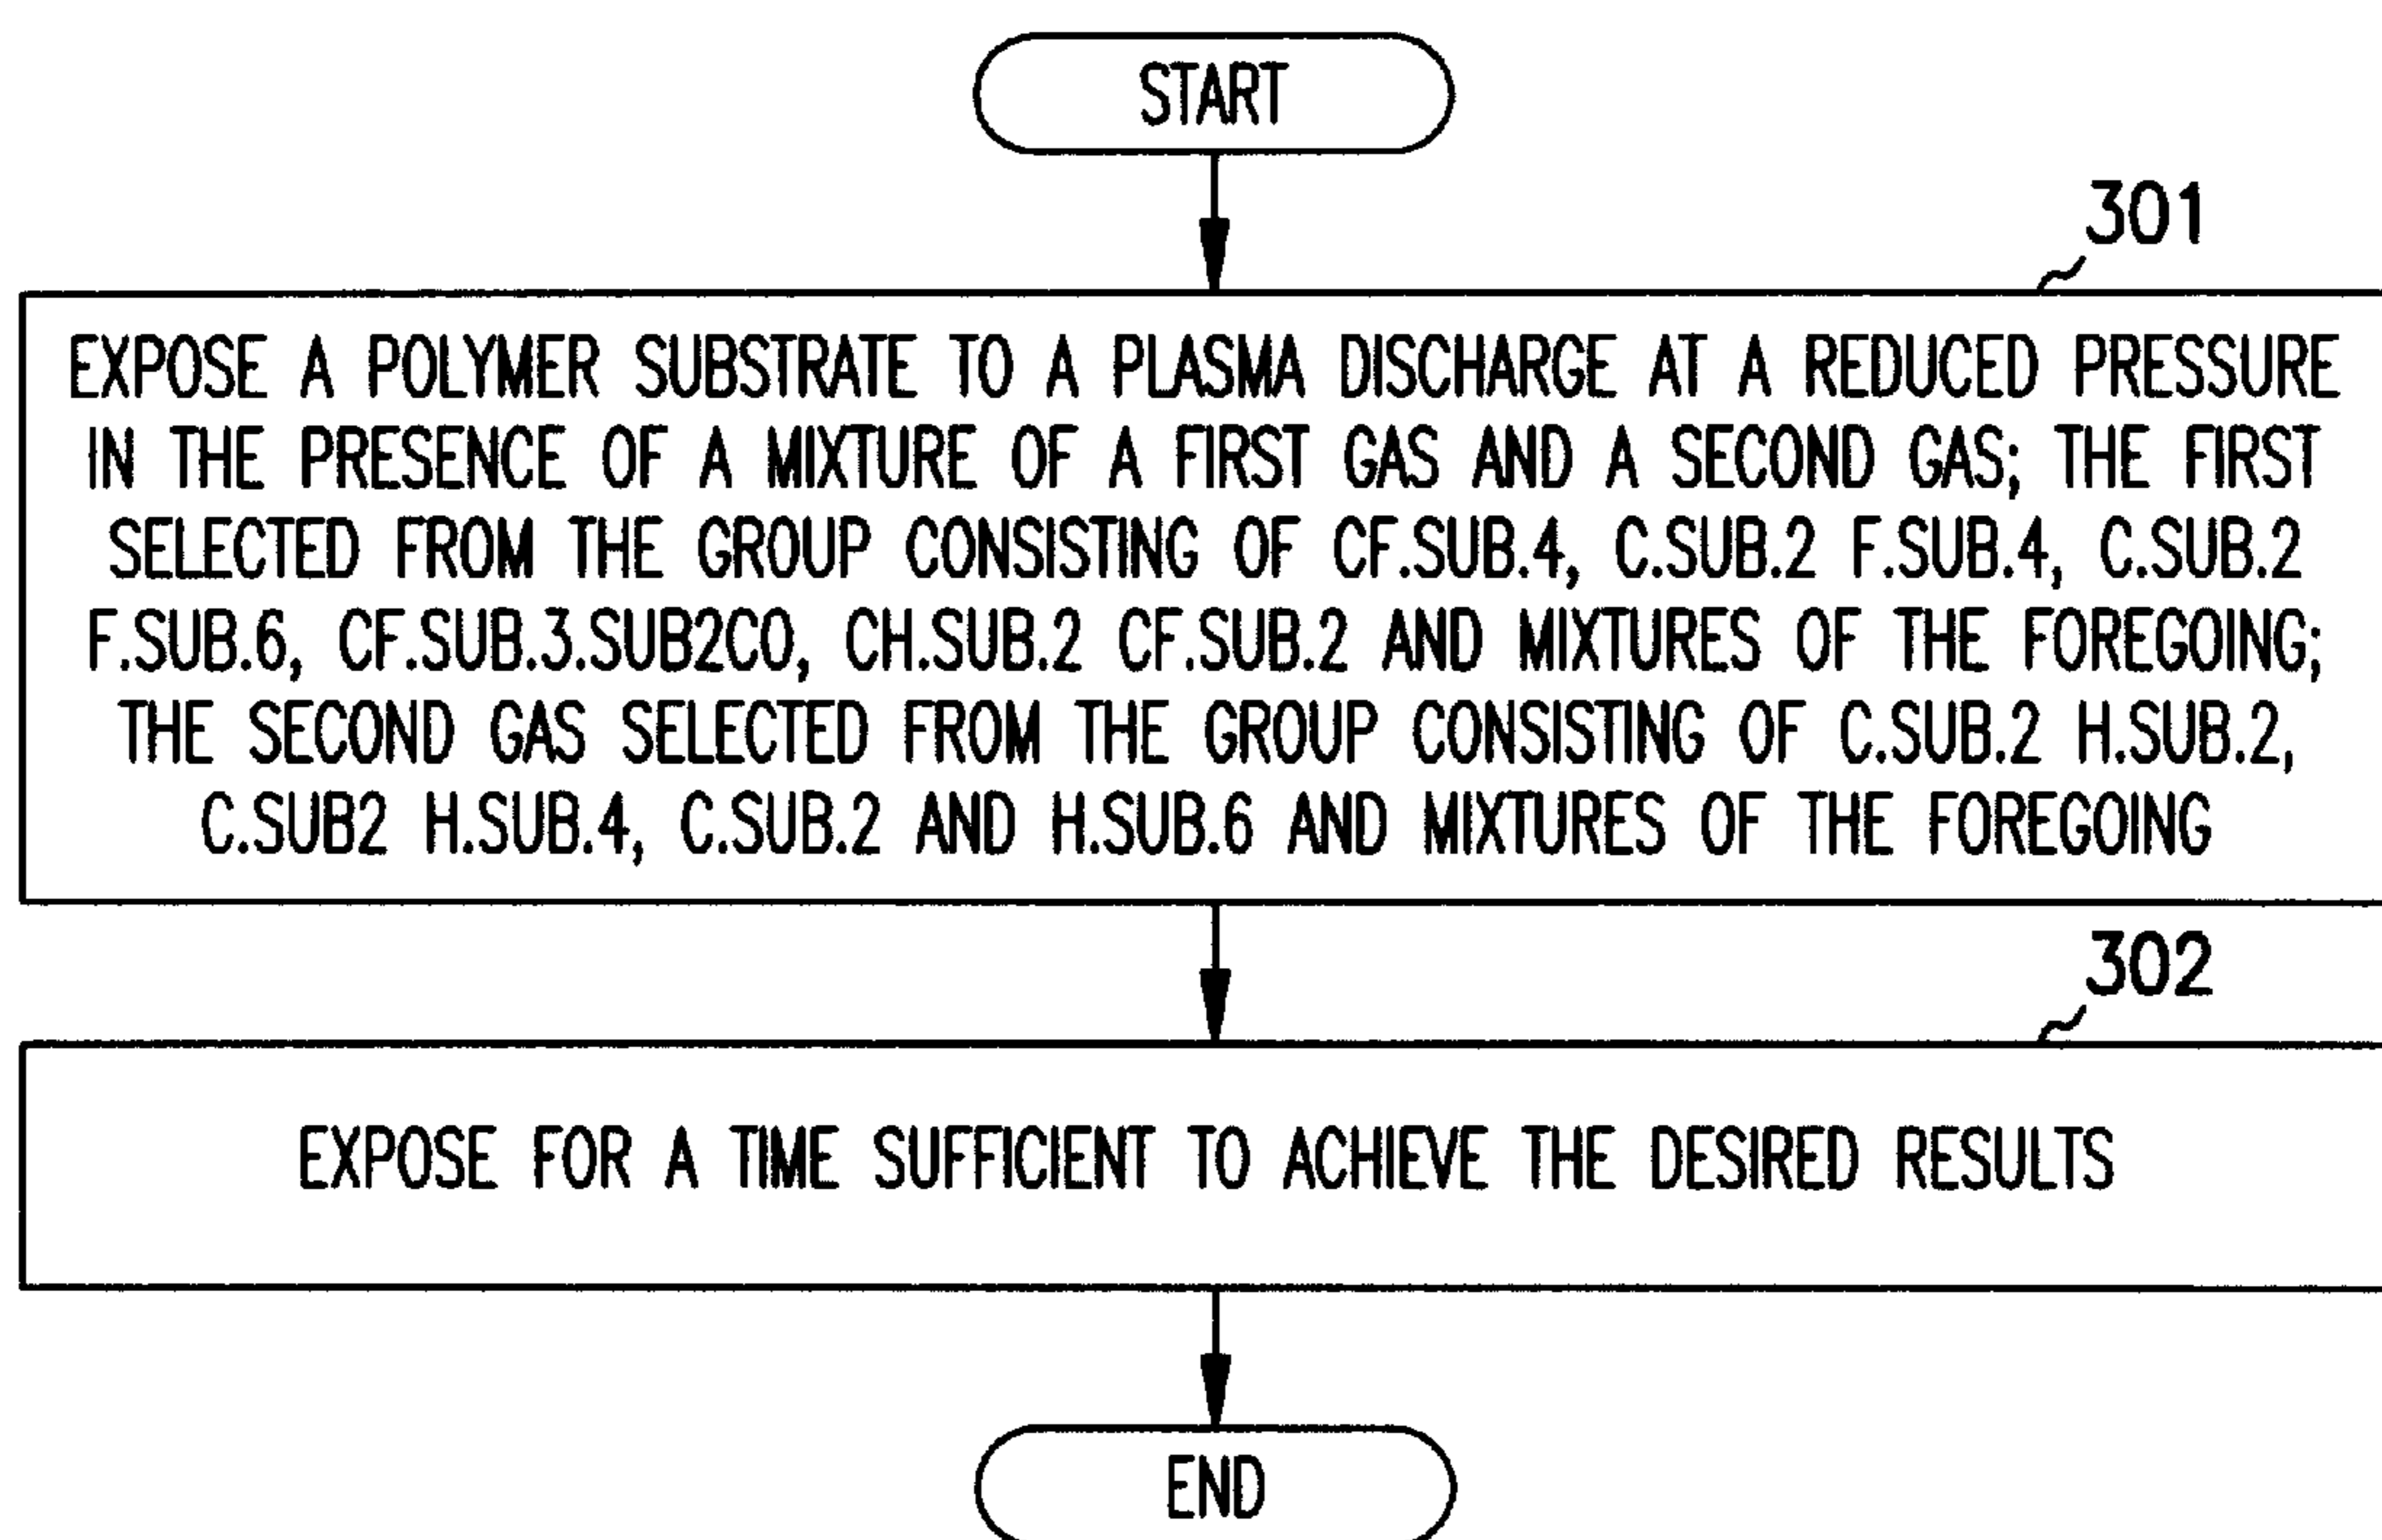 START
301
EXPOSE A POLYMER SUBSTRATE TO A PLASMA DISCHARGE AT A REDUCED PRESSURE
IN THE PRESENCE OF A MIXTURE OF A FIRST GAS AND A SECOND GAS; THE FIRST
SELECTED FROM THE GROUP CONSISTING OF CF.SUB.4, C.SUB.2 F.SUB.4, C.SUB.2
F.SUB.6, CF.SUB.3.SUB2CO, CH.SUB.2 CF.SUB.2 AND MIXTURES OF THE FOREGOING;
THE SECOND GAS SELECTED FROM THE GROUP CONSISTING OF C.SUB.2 H.SUB.2,
C.SUB2 H.SUB.4, C.SUB.2 AND H.SUB.6 AND MIXTURES OF THE FOREGOING
302
EXPOSE FOR A TIME SUFFICIENT TO ACHIEVE THE DESIRED RESULTS
END